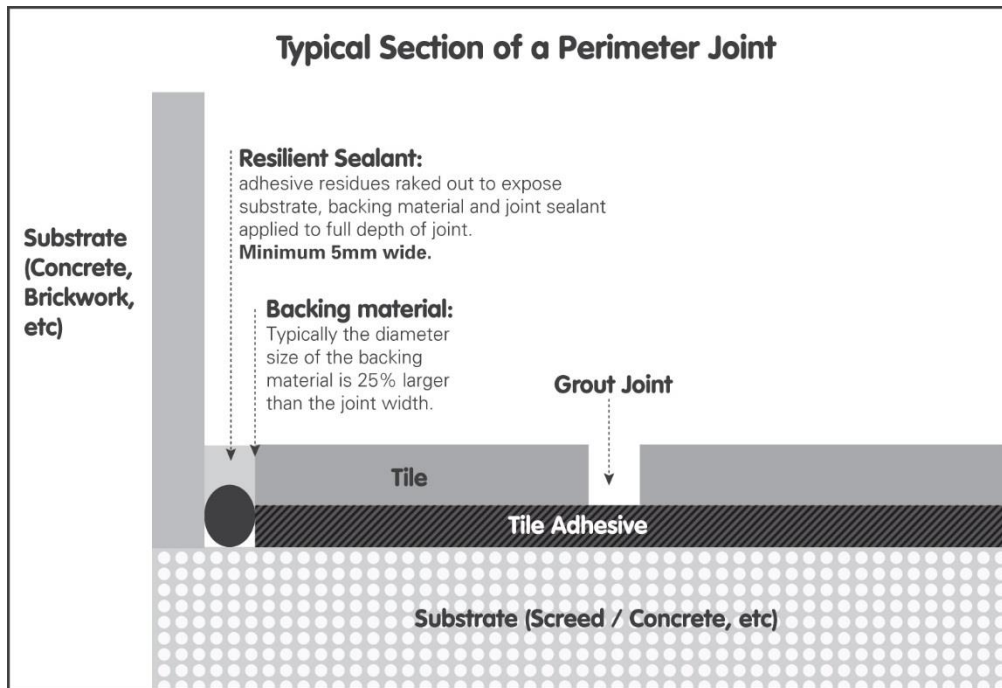 Typical Section of a Perimeter Joint
Resilient Sealant:
adhesive residues raked out to expose
substrate, backing material and joint sealant
applied to full depth of joint.
Minimum 5mm wide.
Substrate
(Concrete,
Brickwork,
etc)
Backing material:
Typically the diameter
size of the backing
material is 25% larger
than the joint width.
Grout Joint
Tile
Tile Adhesive
Substrate (Screed / Concrete, etc)